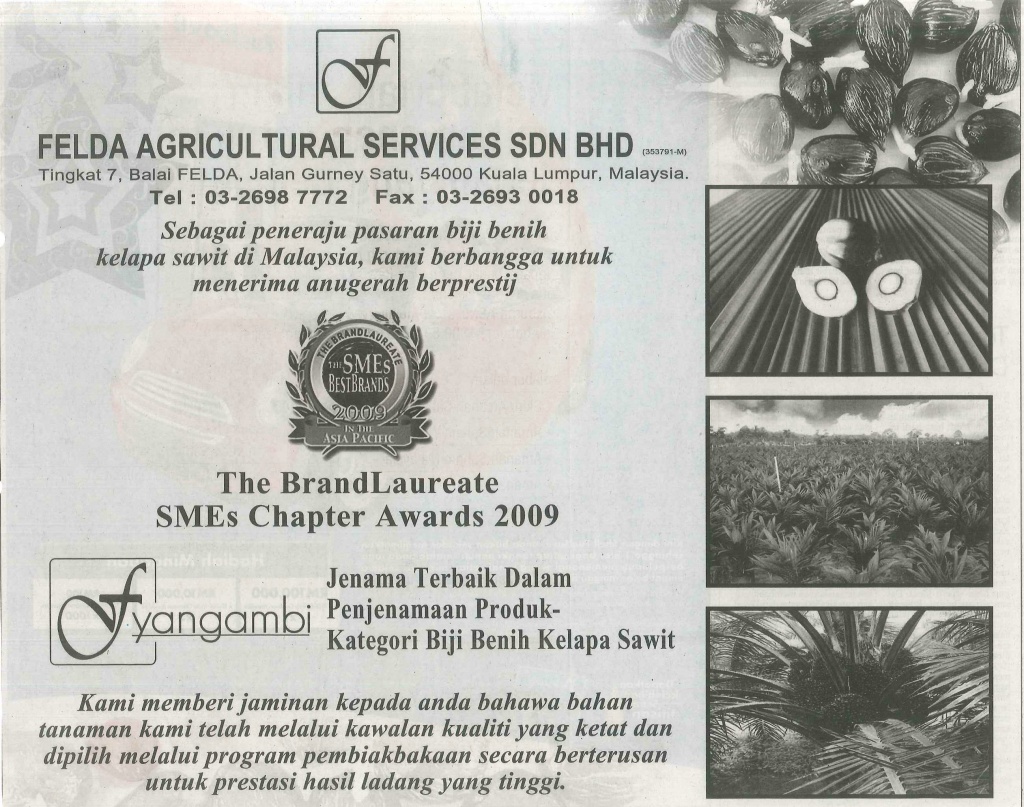 FELDA AGRICULTURAL SERVICES SDN BHD (353791-M)
Tingkat 7, Balai FELDA, Jalan Gurney Satu, 54000 Kuala Lumpur, Malaysia.
Tel : 03-2698 7772 Fax : 03-2693 0018
Sebagai peneraju pasaran biji benih
kelapa sawit di Malaysia, kami berbangga untuk
menerima anugerah berprestij
THE BRANDLAUREATE
THE SMEs
BESTBRANDS
2009
IN THE
ASIA PACIFIC
The BrandLaureate
SMEs Chapter Awards 2009
Fyangambi
Jenama Terbaik Dalam
Penjenamaan Produk-
Kategori Biji Benih Kelapa Sawit
Kami memberi jaminan kepada anda bahawa bahan
tanaman kami telah melalui kawalan kualiti yang ketat dan
dipilih melalui program pembiakbakaan secara berterusan
untuk prestasi hasil ladang yang tinggi.